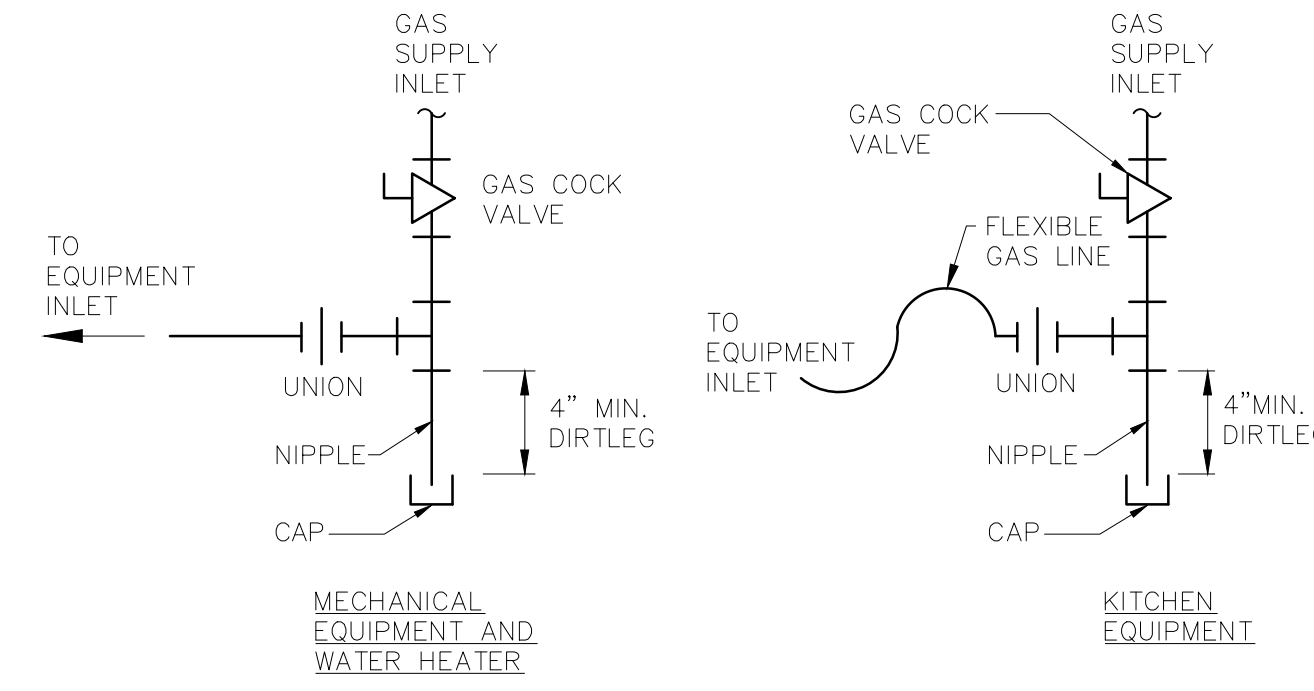 GAS
SUPPLY
INLET
GAS COCK
VALVE
TO
EQUIPMENT
INLET
UNION
4” MIN.
DIRTLEG
NIPPLE
CAP
MECHANICAL
EQUIPMENT AND
WATER HEATER
GAS
SUPPLY
INLET
GAS COCK
VALVE
FLEXIBLE
GAS LINE
TO
EQUIPMENT
INLET
UNION
4”MIN.
DIRTLEG
NIPPLE
CAP
KITCHEN
EQUIPMENT